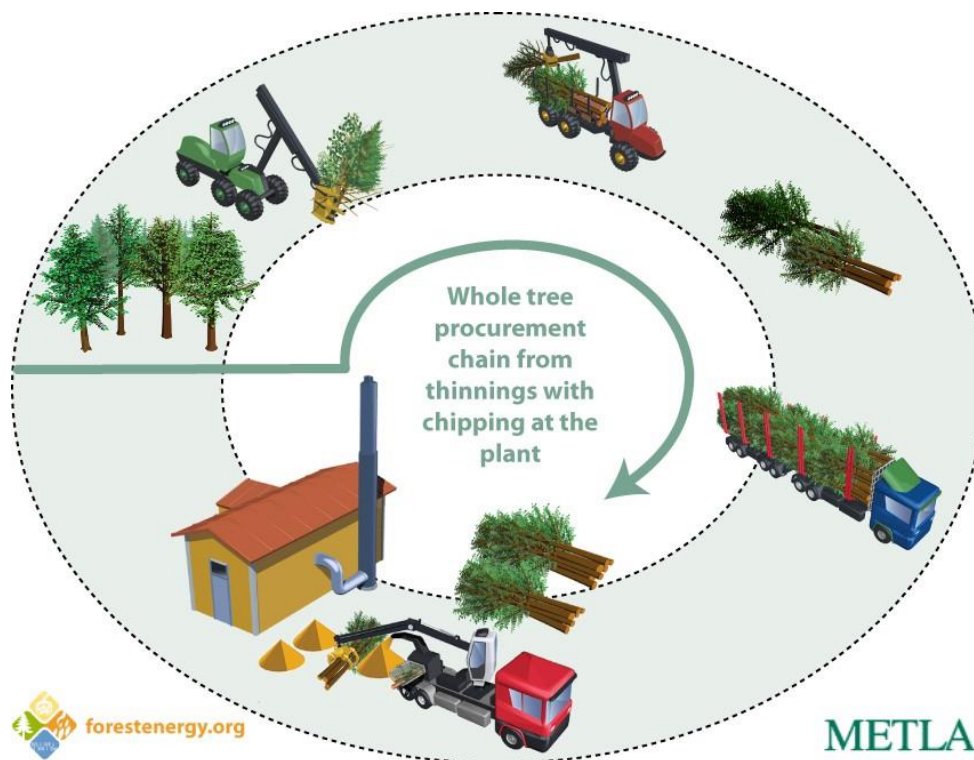 Whole tree
procurement
chain from
thinnings with
chipping at the
plant
forestenergy.org
METLA